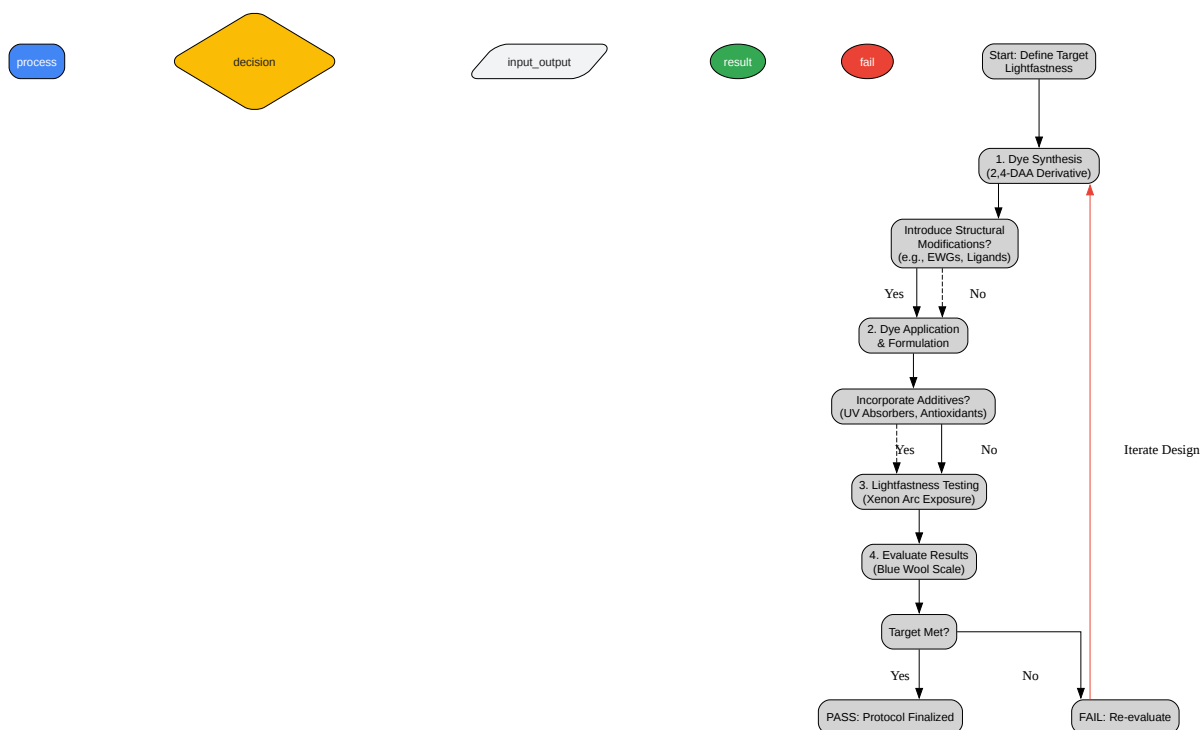 process
decision
input_output
result
fail
Start: Define Target
Lightfastness
1. Dye Synthesis
(2,4-DAA Derivative)
Introduce Structural
Modifications?
(e.g., EWGs, Ligands)
Yes
No
2. Dye Application
& Formulation
Incorporate Additives?
(UV Absorbers, Antioxidants)
Yes
No
Iterate Design
3. Lightfastness Testing
(Xenon Arc Exposure)
4. Evaluate Results
(Blue Wool Scale)
Target Met?
Yes
No
PASS: Protocol Finalized
FAIL: Re-evaluate